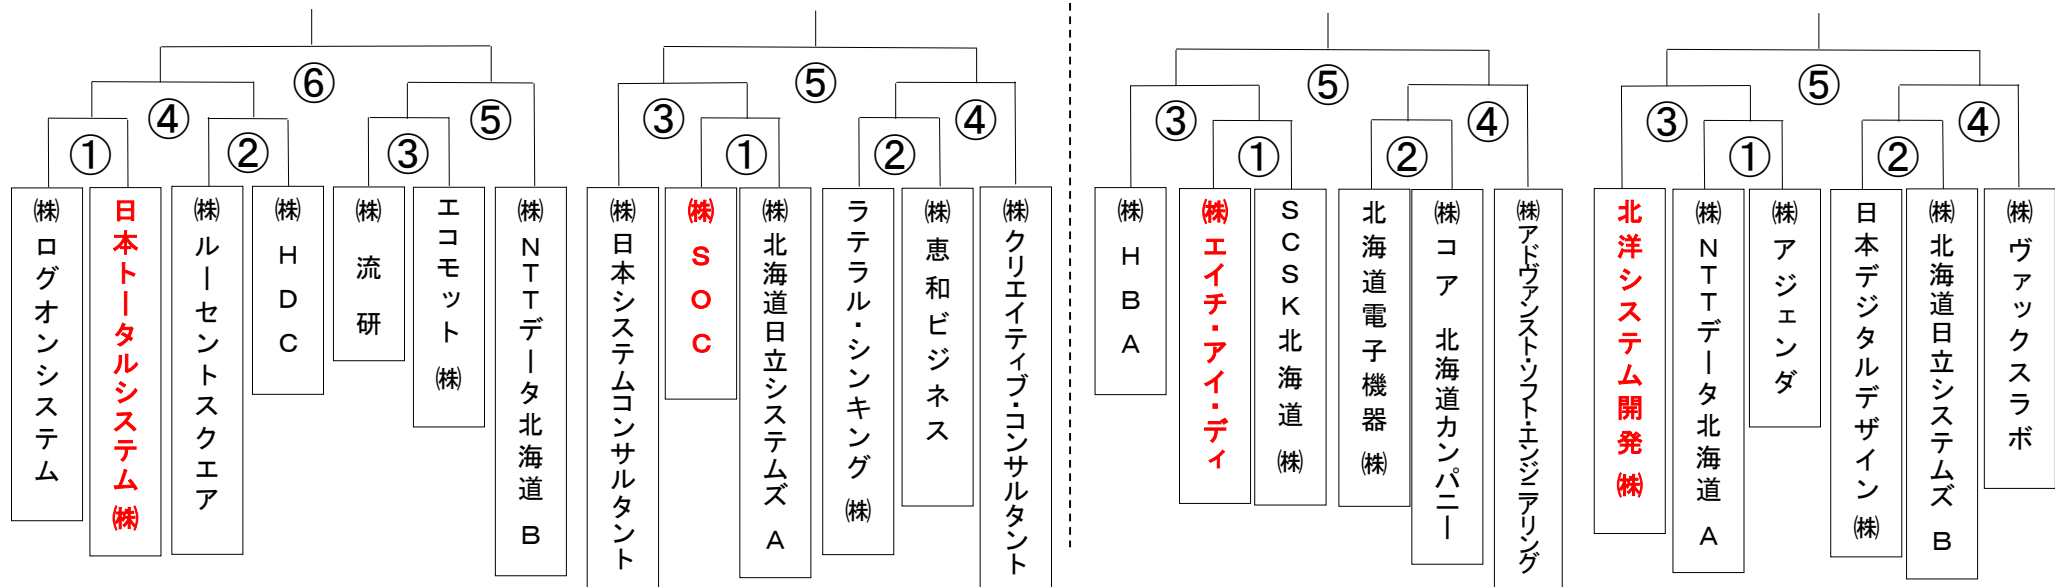 ⑥
⑤
⑤
⑤
④
⑤
③
④
③
④
③
④
①
②
③
①
②
①
②
①
②
㈱ログオンシステム
日本トータルシステム㈱
㈱ルーセントスクエア
㈱HDC
㈱流研
エコモット㈱
㈱NTTデータ北海道 B
㈱日本システムコンサルタント
㈱SOC
㈱北海道日立システムズ A
ラテラル・シンキング㈱
㈱恵和ビジネス
㈱クリエイティブ・コンサルタント
㈱HBA
㈱エイチ・アイ・ディ
SCSK北海道㈱
北海道電子機器㈱
㈱コア 北海道カンパニー
㈱アドヴァンスト・ソフト・エンジニアリング
北洋システム開発㈱
㈱NTTデータ北海道 A
㈱アジェンダ
日本デジタルデザイン㈱
㈱北海道日立システムズ B
㈱ヴァックスラボ